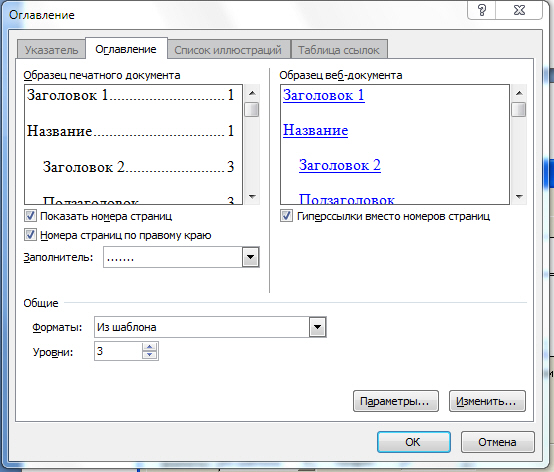 Оглавление
Указатель Оглавление Список иллюстраций Таблица ссылок
Образец печатного документа
Заголовок 1.......................... 1
Название.............................. 1
Заголовок 2...................... 3
Подзаголовок.................... 3
Образец веб-документа
Заголовок 1
Название
Заголовок 2
Подзаголовок
Показать номера страниц
Номера страниц по правому краю
Заполнитель: .......
Гиперссылки вместо номеров страниц
Общие
Форматы: Из шаблона
Уровни: 3
Параметры... Изменить...
ОК Отмена